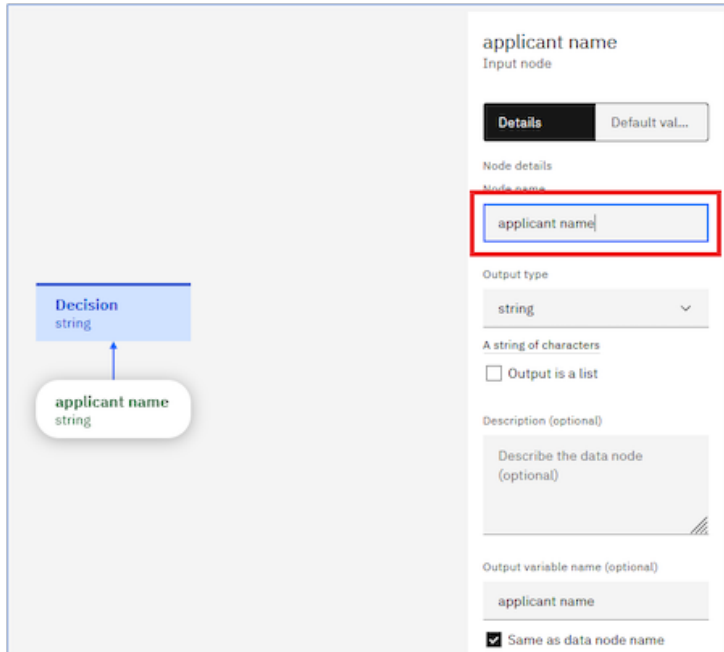 Decision
string
applicant name
string
applicant name
Input node
Details
Default val...
Node details
Node name
applicant name
Output type
string
A string of characters
Output is a list
Description (optional)
Describe the data node
(optional)
Output variable name (optional)
applicant name
Same as data node name